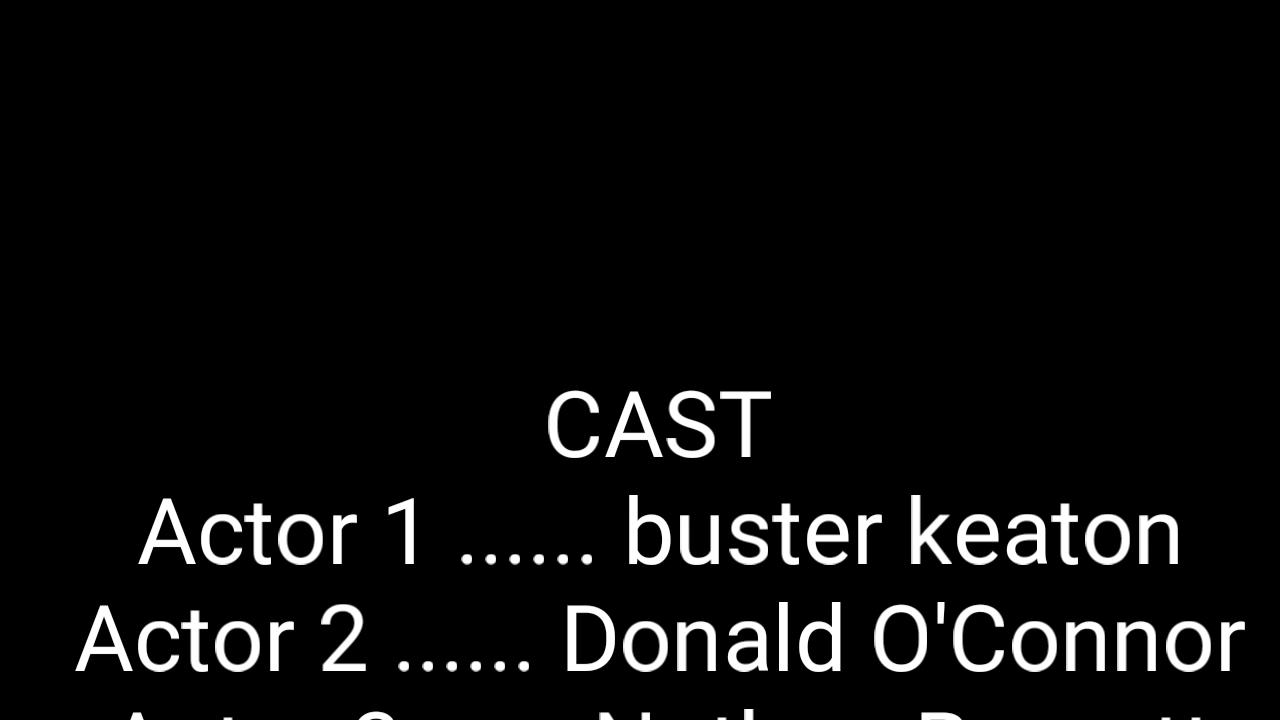 CAST
Actor 1 ...... buster keaton
Actor 2 ...... Donald O'Connor